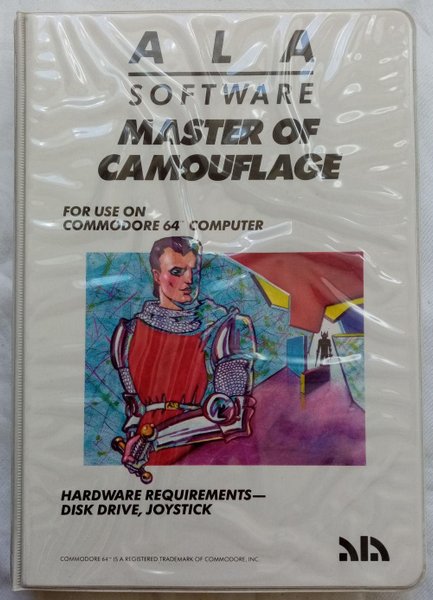 ALA
SOFTWARE
MASTER OF
CAMOUFLAGE
FOR USE ON
COMMODORE 64™ COMPUTER
HARDWARE REQUIREMENTS—
DISK DRIVE, JOYSTICK
COMMODORE 64™ IS A REGISTERED TRADEMARK OF COMMODORE, INC.
ala